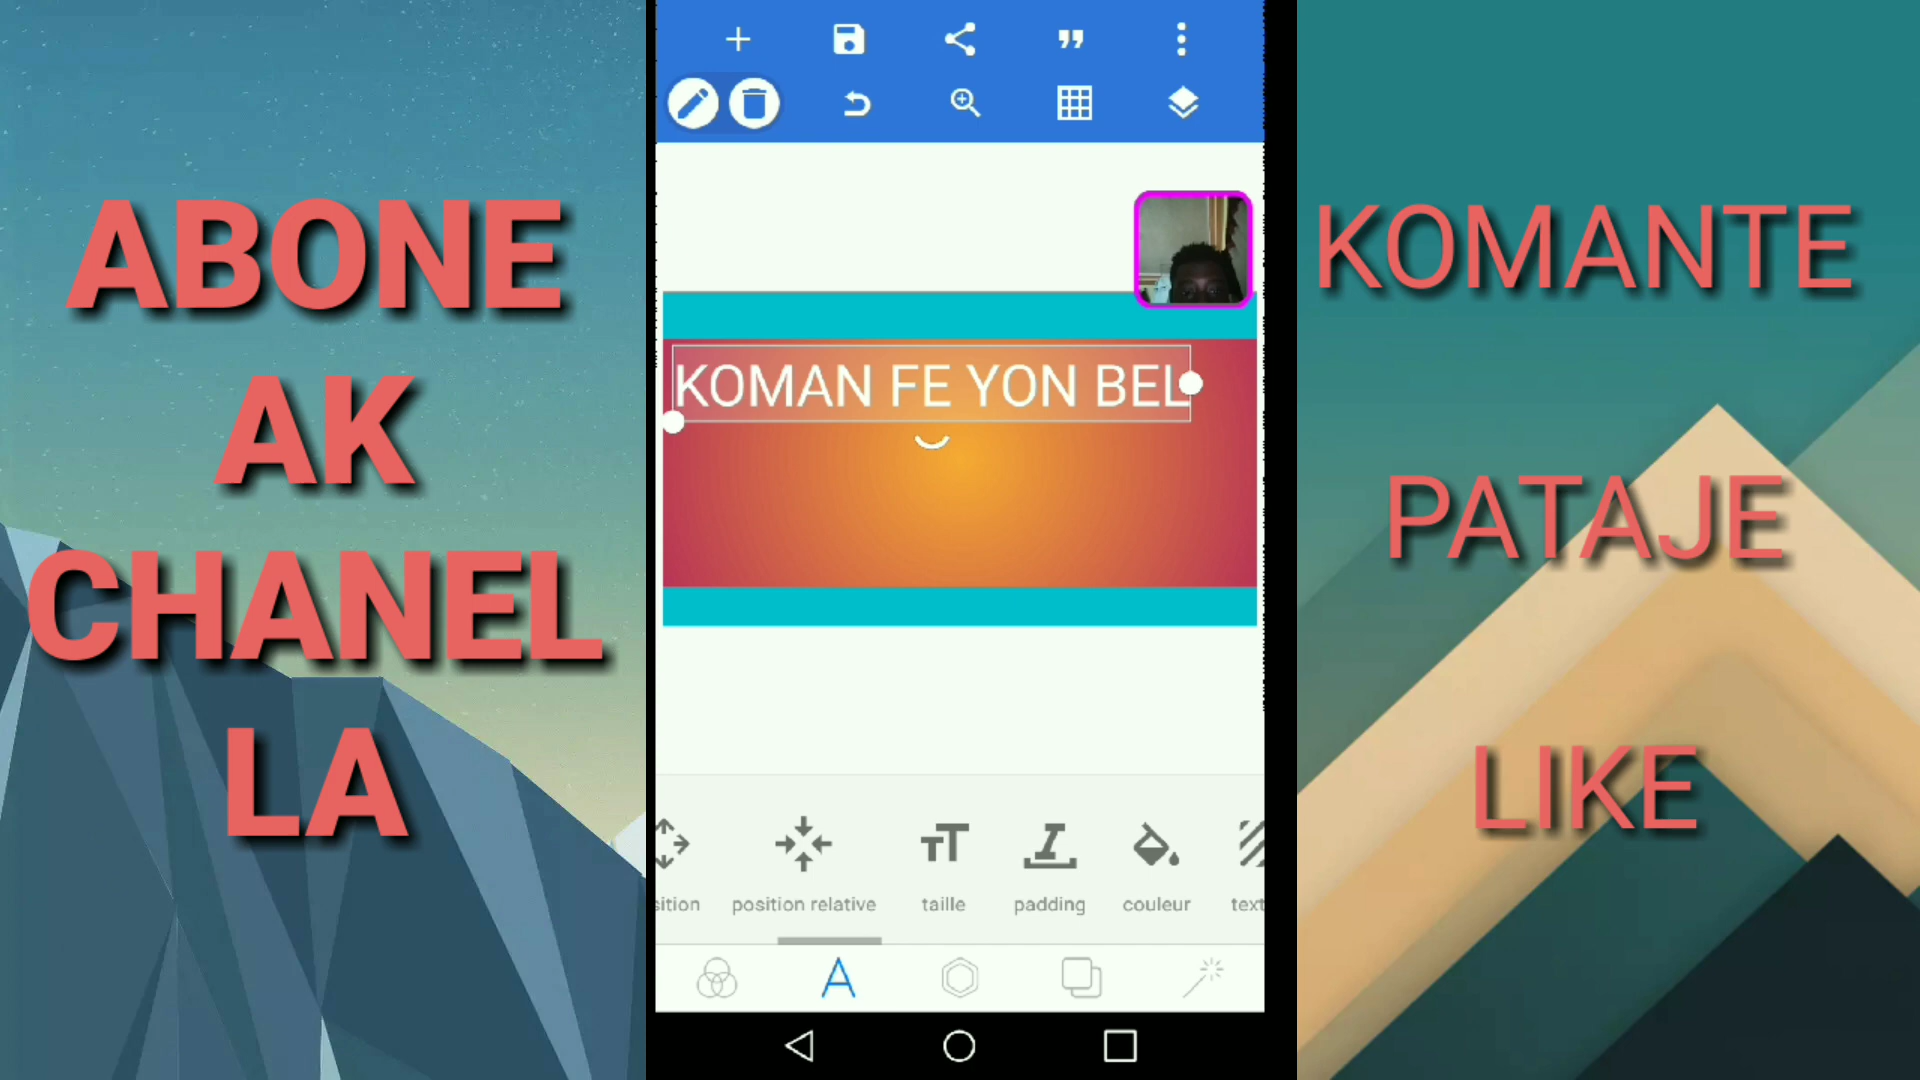 ABONE
AK
CHANEL
LA
KOMAN FE YON BEL
sition
position relative
taille
padding
couleur
text
KOMANTE
PATAJE
LIKE